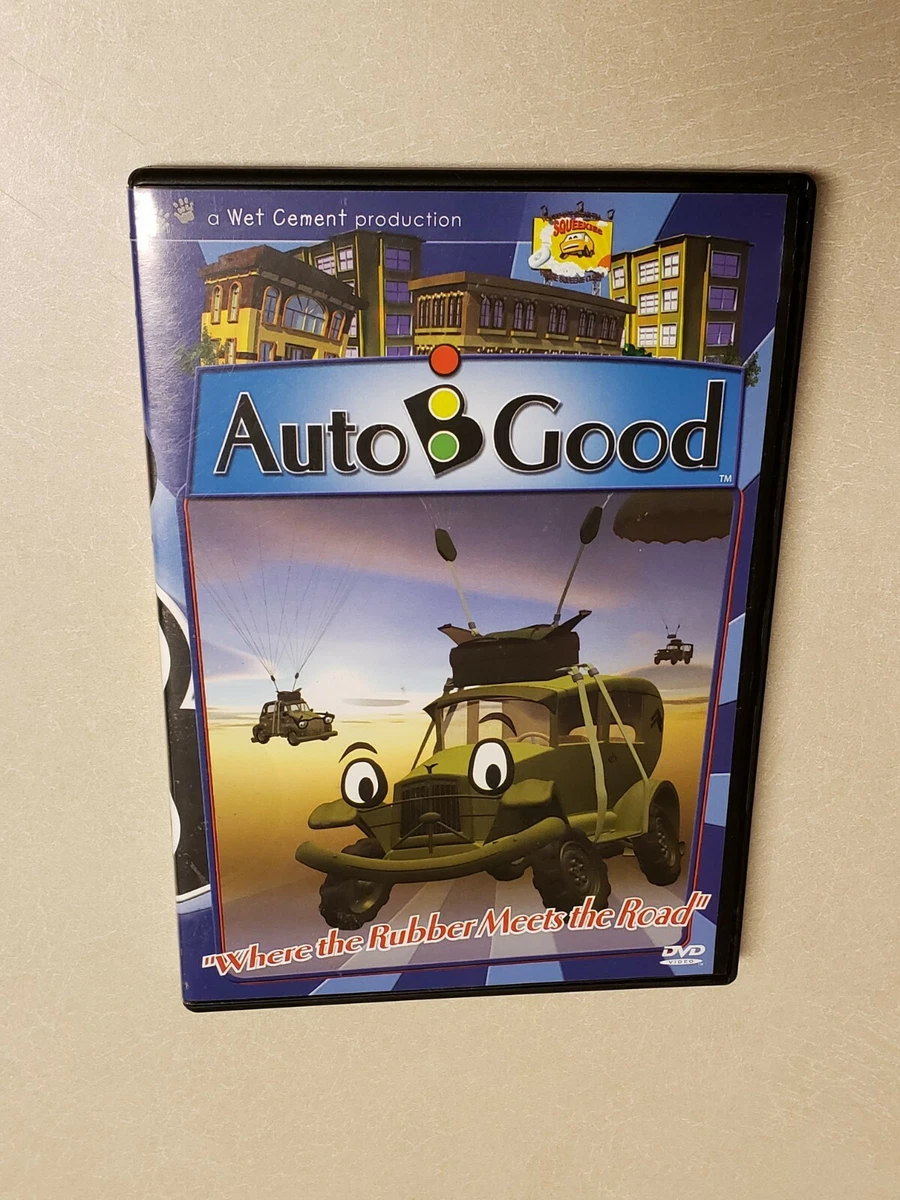 a Wet Cement production
SQUEEKIES
Auto B Good
TM
"Where the Rubber Meets the Road"
DVD
VIDEO